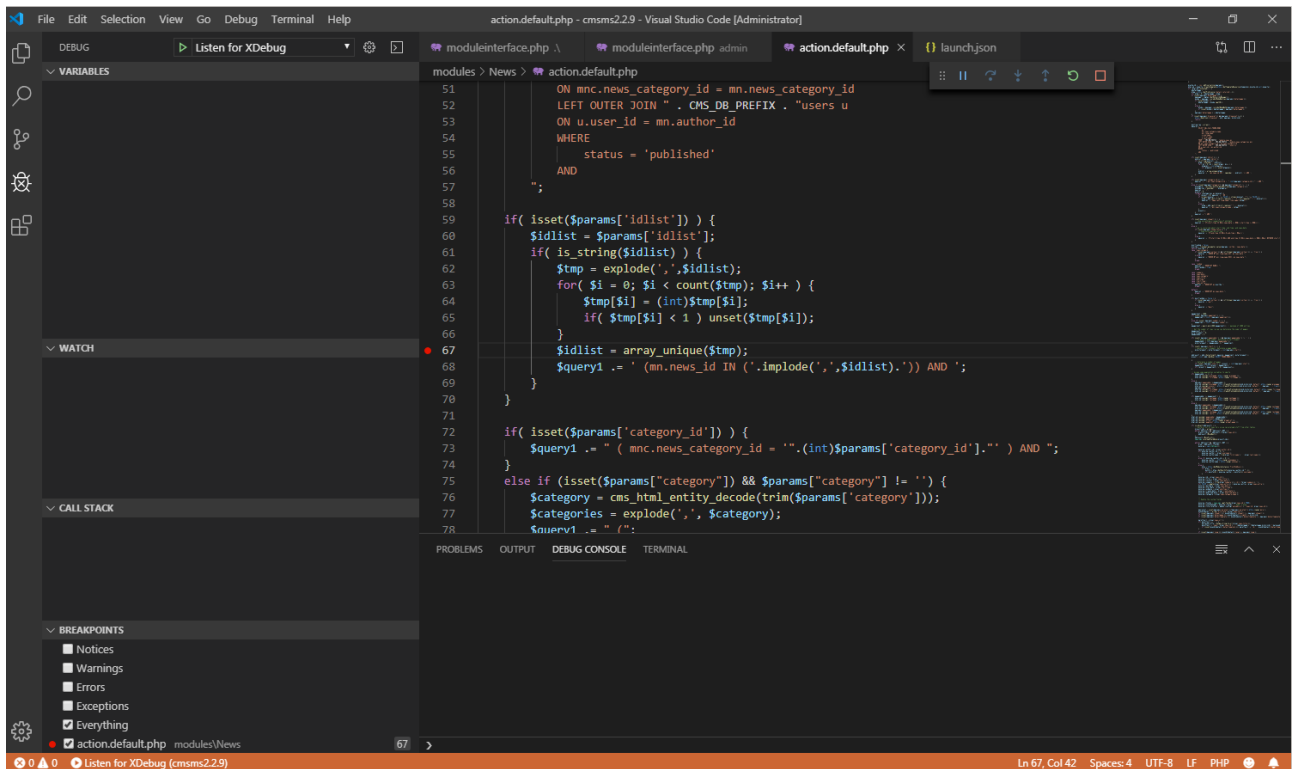 File Edit Selection View Go Debug Terminal Help
action.default.php - cmsms2.2.9 - Visual Studio Code [Administrator]
DEBUG
Listen for XDebug
moduleinterface.php .\
moduleinterface.php admin
action.default.php
{} launch.json
VARIABLES
modules > News > action.default.php
51 ON mnc.news_category_id = mn.news_category_id
52 LEFT OUTER JOIN " . CMS_DB_PREFIX . "users u
53 ON u.user_id = mn.author_id
54 WHERE
55 status = 'published'
56 AND
57 ";
58
59 if( isset($params['idlist']) ) {
60 $idlist = $params['idlist'];
61 if( is_string($idlist) ) {
62 $tmp = explode(',',$idlist);
63 for( $i = 0; $i < count($tmp); $i++ ) {
64 $tmp[$i] = (int)$tmp[$i];
65 if( $tmp[$i] < 1 ) unset($tmp[$i]);
66 }
67 $idlist = array_unique($tmp);
68 $query1 .= ' (mn.news_id IN ('.implode(',',$idlist).')) AND ';
69 }
70 }
71
72 if( isset($params['category_id']) ) {
73 $query1 .= " ( mnc.news_category_id = '".(int)$params['category_id']."' ) AND ";
74 }
75 else if (isset($params["category"]) && $params["category"] != '') {
76 $category = cms_html_entity_decode(trim($params['category']));
77 $categories = explode(',', $category);
78 $query1 .= " (";
WATCH
CALL STACK
BREAKPOINTS
Notices
Warnings
Errors
Exceptions
Everything
action.default.php modules\News 67
PROBLEMS OUTPUT DEBUG CONSOLE TERMINAL
0 0 Listen for XDebug (cmsms2.2.9)
Ln 67, Col 42 Spaces: 4 UTF-8 LF PHP